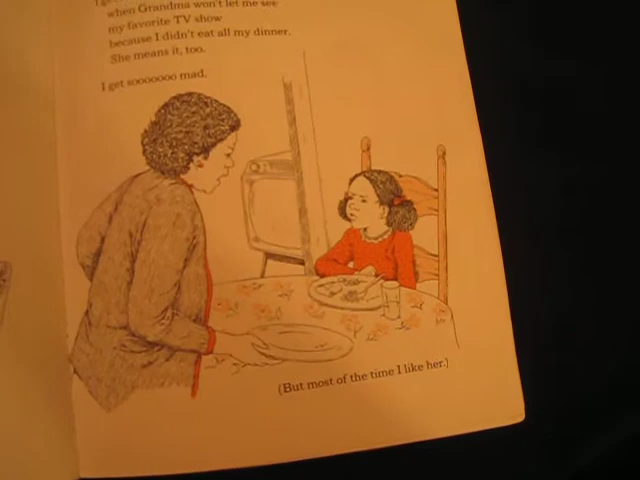 when Grandma won't let me see
my favorite TV show
because I didn't eat all my dinner.
She means it, too.
I get sooooooo mad.
(But most of the time I like her.)